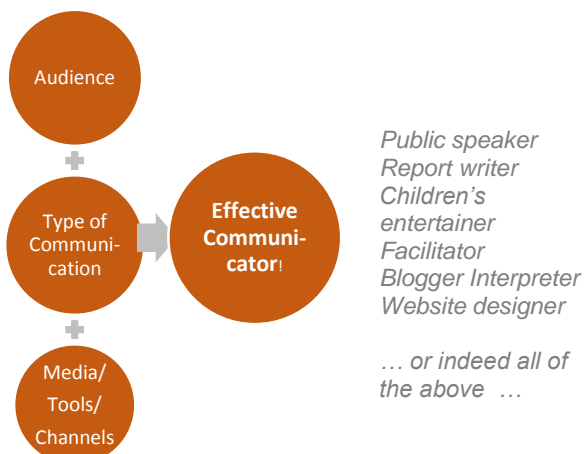 Audience
Type of
Communi-
cation
Media/
Tools/
Channels
Effective
Communi-
cator!
Public speaker
Report writer
Children's
entertainer
Facilitator
Blogger Interpreter
Website designer
… or indeed all of
the above …